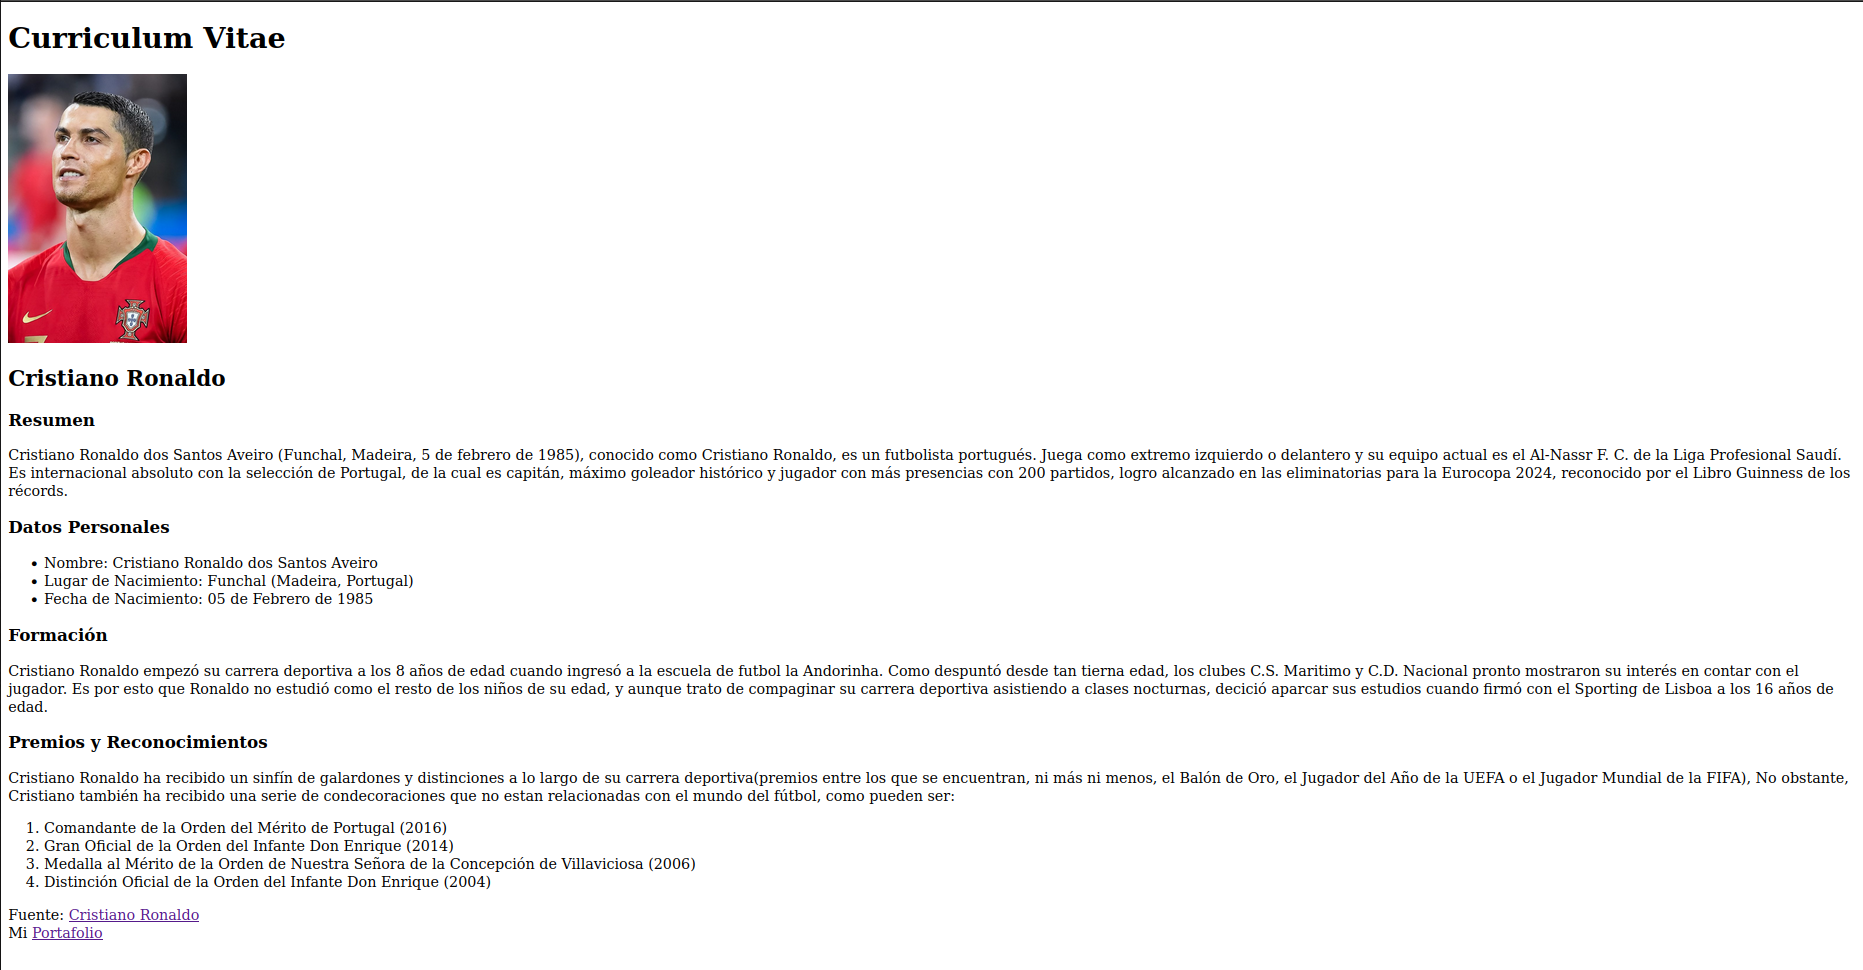 Curriculum Vitae
Cristiano Ronaldo
Resumen
Cristiano Ronaldo dos Santos Aveiro (Funchal, Madeira, 5 de febrero de 1985), conocido como Cristiano Ronaldo, es un futbolista portugués. Juega como extremo izquierdo o delantero y su equipo actual es el Al-Nassr F. C. de la Liga Profesional Saudí.
Es internacional absoluto con la selección de Portugal, de la cual es capitán, máximo goleador histórico y jugador con más presencias con 200 partidos, logro alcanzado en las eliminatorias para la Eurocopa 2024, reconocido por el Libro Guinness de los
récords.
Datos Personales
• Nombre: Cristiano Ronaldo dos Santos Aveiro
• Lugar de Nacimiento: Funchal (Madeira, Portugal)
• Fecha de Nacimiento: 05 de Febrero de 1985
Formación
Cristiano Ronaldo empezó su carrera deportiva a los 8 años de edad cuando ingresó a la escuela de futbol la Andorinha. Como despuntó desde tan tierna edad, los clubes C.S. Maritimo y C.D. Nacional pronto mostraron su interés en contar con el
jugador. Es por esto que Ronaldo no estudió como el resto de los niños de su edad, y aunque trato de compaginar su carrera deportiva asistiendo a clases nocturnas, decició aparcar sus estudios cuando firmó con el Sporting de Lisboa a los 16 años de
edad.
Premios y Reconocimientos
Cristiano Ronaldo ha recibido un sinfín de galardones y distinciones a lo largo de su carrera deportiva(premios entre los que se encuentran, ni más ni menos, el Balón de Oro, el Jugador del Año de la UEFA o el Jugador Mundial de la FIFA), No obstante,
Cristiano también ha recibido una serie de condecoraciones que no estan relacionadas con el mundo del fútbol, como pueden ser:
1. Comandante de la Orden del Mérito de Portugal (2016)
2. Gran Oficial de la Orden del Infante Don Enrique (2014)
3. Medalla al Mérito de la Orden de Nuestra Señora de la Concepción de Villaviciosa (2006)
4. Distinción Oficial de la Orden del Infante Don Enrique (2004)
Fuente: Cristiano Ronaldo
Mi Portafolio